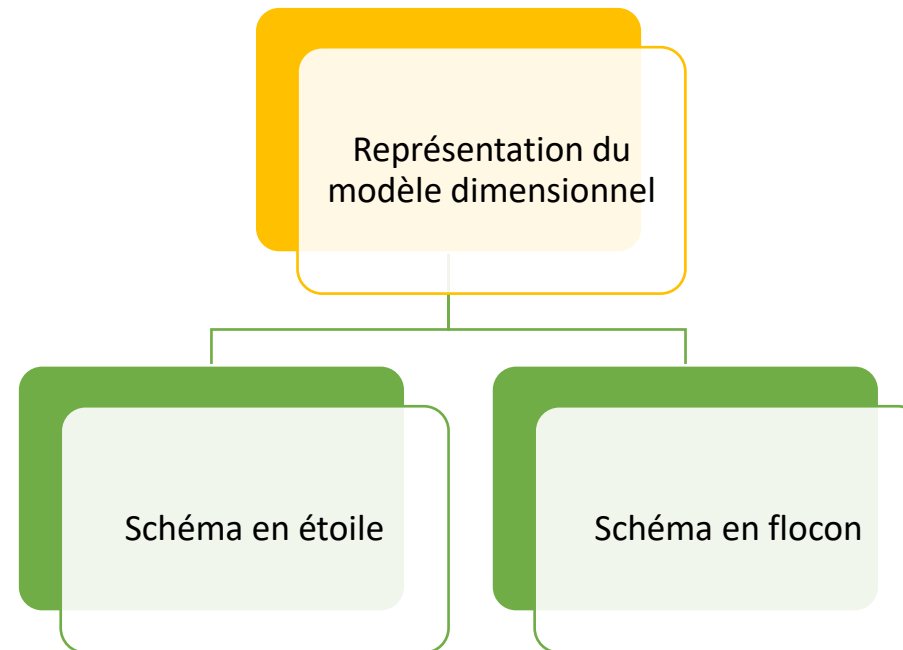 Représentation du
modèle dimensionnel
Schéma en étoile
Schéma en flocon